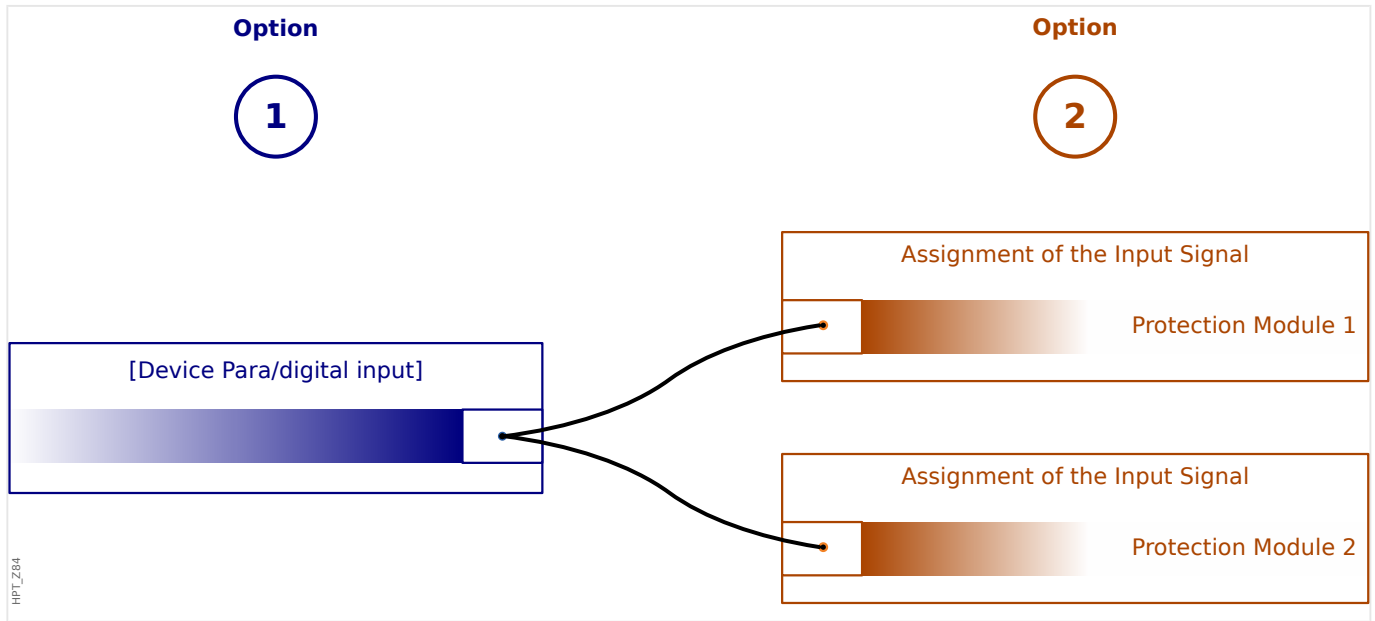 Option
1
Option
2
[Device Para/digital input]
Assignment of the Input Signal
Protection Module 1
Assignment of the Input Signal
Protection Module 2
HPT_Z84